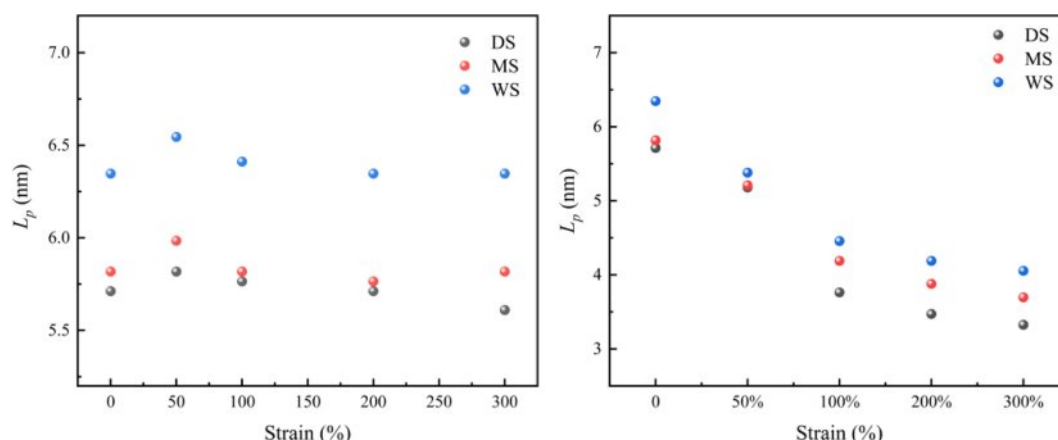 7.0
6.5
6.0
5.5
L_p (nm)
0 50 100 150 200 250 300
Strain (%)
DS
MS
WS
7
6
5
4
3
L_p (nm)
0 50% 100% 200% 300%
Strain (%)
DS
MS
WS